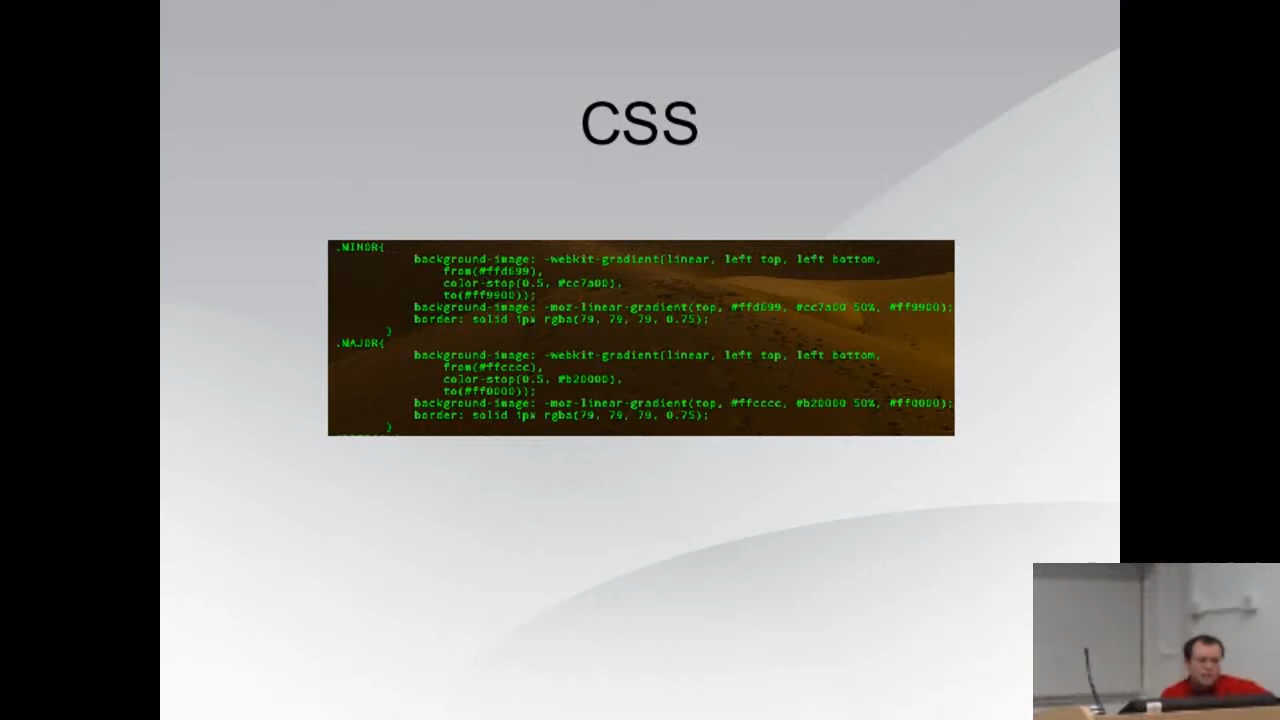 CSS
.MINOR{
background-image: -webkit-gradient(linear, left top, left bottom,
from(#ffd699),
color-stop(0.5, #cc7a00),
to(#ff9900));
background-image: -moz-linear-gradient(top, #ffd699, #cc7a00 50%, #ff9900);
border: solid 1px rgba(79, 79, 79, 0.75);
}
.MAJOR{
background-image: -webkit-gradient(linear, left top, left bottom,
from(#ffcccc),
color-stop(0.5, #b20000),
to(#ff0000));
background-image: -moz-linear-gradient(top, #ffcccc, #b20000 50%, #ff0000);
border: solid 1px rgba(79, 79, 79, 0.75);
}